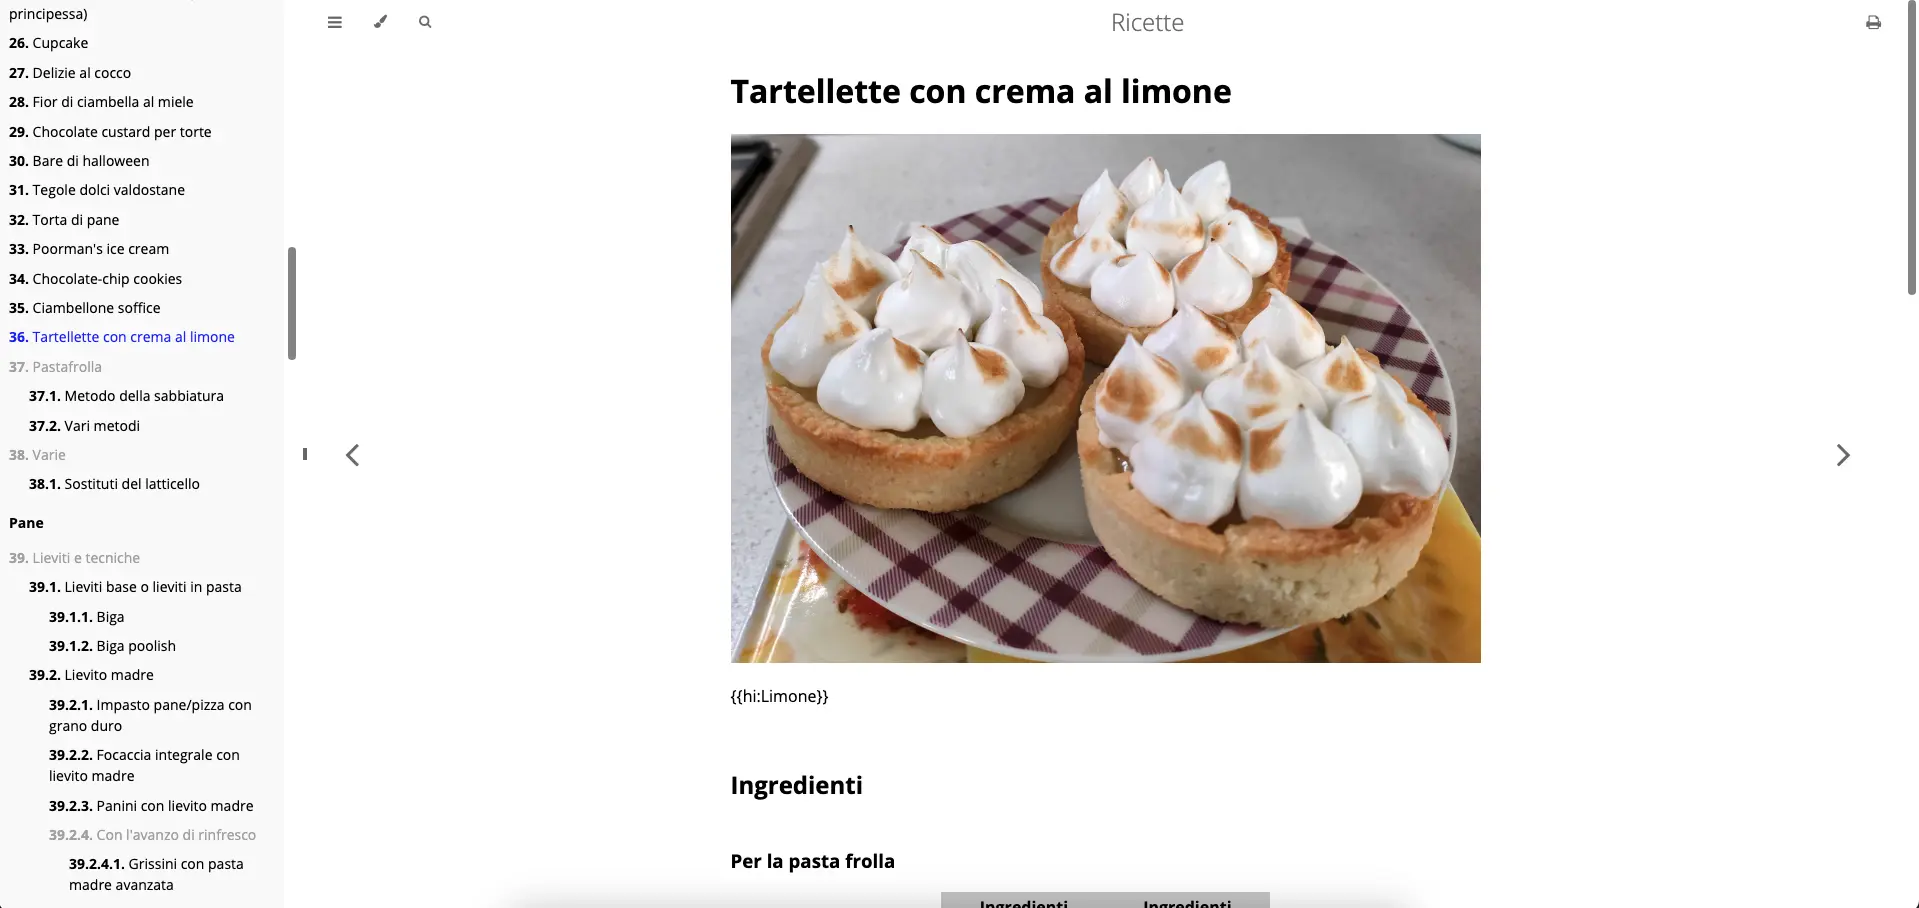 principessa)
26. Cupcake
27. Delizie al cocco
28. Fior di ciambella al miele
29. Chocolate custard per torte
30. Bare di halloween
31. Tegole dolci valdostane
32. Torta di pane
33. Poorman's ice cream
34. Chocolate-chip cookies
35. Ciambellone soffice
36. Tartellette con crema al limone
37. Pastafrolla
37.1. Metodo della sabbiatura
37.2. Vari metodi
38. Varie
38.1. Sostituti del latticello
Pane
39. Lieviti e tecniche
39.1. Lieviti base o lieviti in pasta
39.1.1. Biga
39.1.2. Biga poolish
39.2. Lievito madre
39.2.1. Impasto pane/pizza con
grano duro
39.2.2. Focaccia integrale con
lievito madre
39.2.3. Panini con lievito madre
39.2.4. Con l'avanzo di rinfresco
39.2.4.1. Grissini con pasta
madre avanzata
Ricette
Tartellette con crema al limone
{{hi:Limone}}
Ingredienti
Per la pasta frolla
Ingredienti Ingredienti